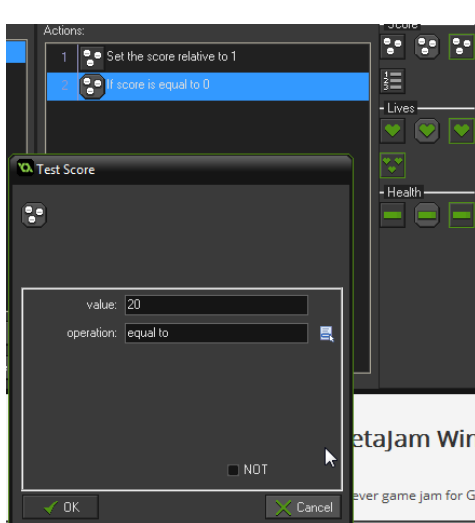 Actions:
Score
1 Set the score relative to 1
2 If score is equal to 0
Lives
Test Score
Health
value: 20
operation: equal to
NOT
OK
Cancel
etaJam Wir
ever game jam for G